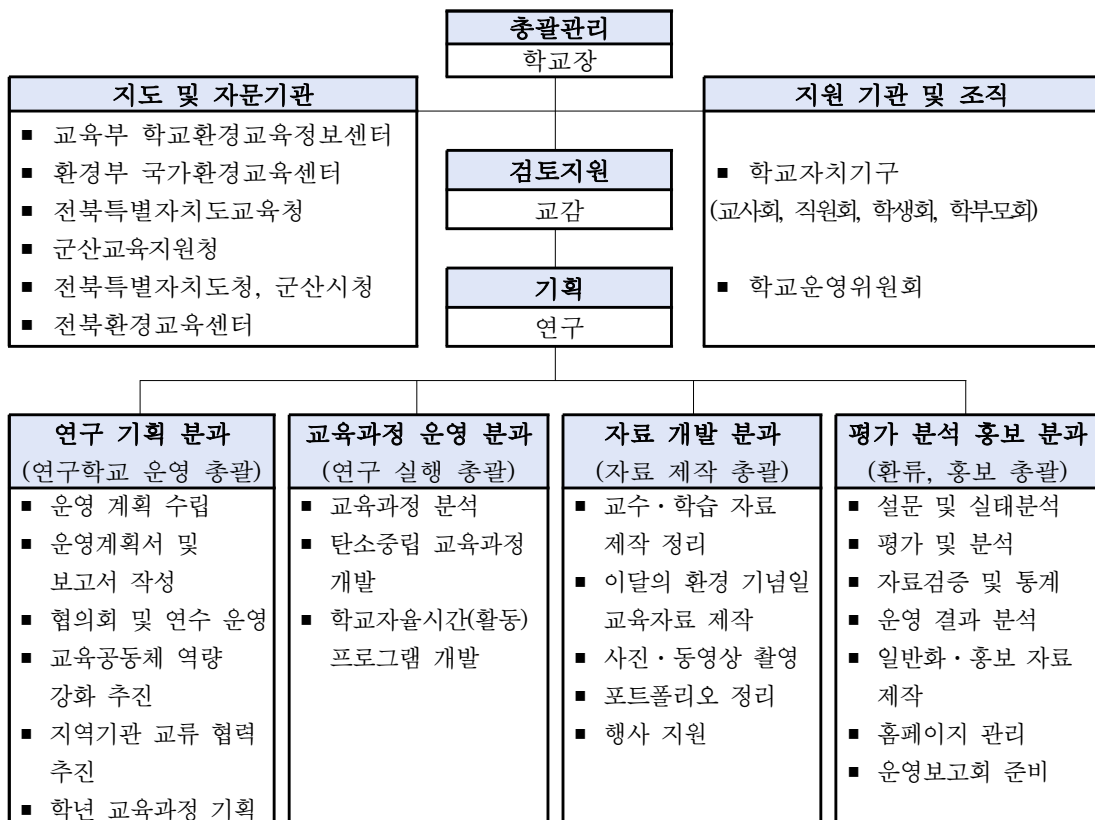 총괄관리
학교장
지도 및 자문기관
▪ 교육부 학교환경교육정보센터
▪ 환경부 국가환경교육센터
▪ 전북특별자치도교육청
▪ 군산교육지원청
▪ 전북특별자치도청, 군산시청
▪ 전북환경교육센터
검토지원
교감
기획
연구
지원 기관 및 조직
▪ 학교자치기구
(교사회, 직원회, 학생회, 학부모회)
▪ 학교운영위원회
연구 기획 분과
(연구학교 운영 총괄)
▪ 운영 계획 수립
▪ 운영계획서 및
보고서 작성
▪ 협의회 및 연수 운영
▪ 교육공동체 역량
강화 추진
▪ 지역기관 교류 협력
추진
▪ 학년 교육과정 기획
교육과정 운영 분과
(연구 실행 총괄)
▪ 교육과정 분석
▪ 탄소중립 교육과정
개발
▪ 학교자율시간(활동)
프로그램 개발
자료 개발 분과
(자료 제작 총괄)
▪ 교수·학습 자료
제작 정리
▪ 이달의 환경 기념일
교육자료 제작
▪ 사진·동영상 촬영
▪ 포트폴리오 정리
▪ 행사 지원
평가 분석 홍보 분과
(환류, 홍보 총괄)
▪ 설문 및 실태분석
▪ 평가 및 분석
▪ 자료검증 및 통계
▪ 운영 결과 분석
▪ 일반화·홍보 자료
제작
▪ 홈페이지 관리
▪ 운영보고회 준비